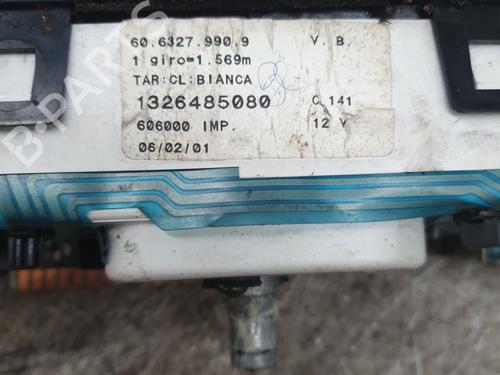 60.6327.990.9 V. B.
1 giro=1.569m
TAR:CL:BIANCA
1326485080 C.141
606000 IMP. 12 V
06/02/01
B-PARTS